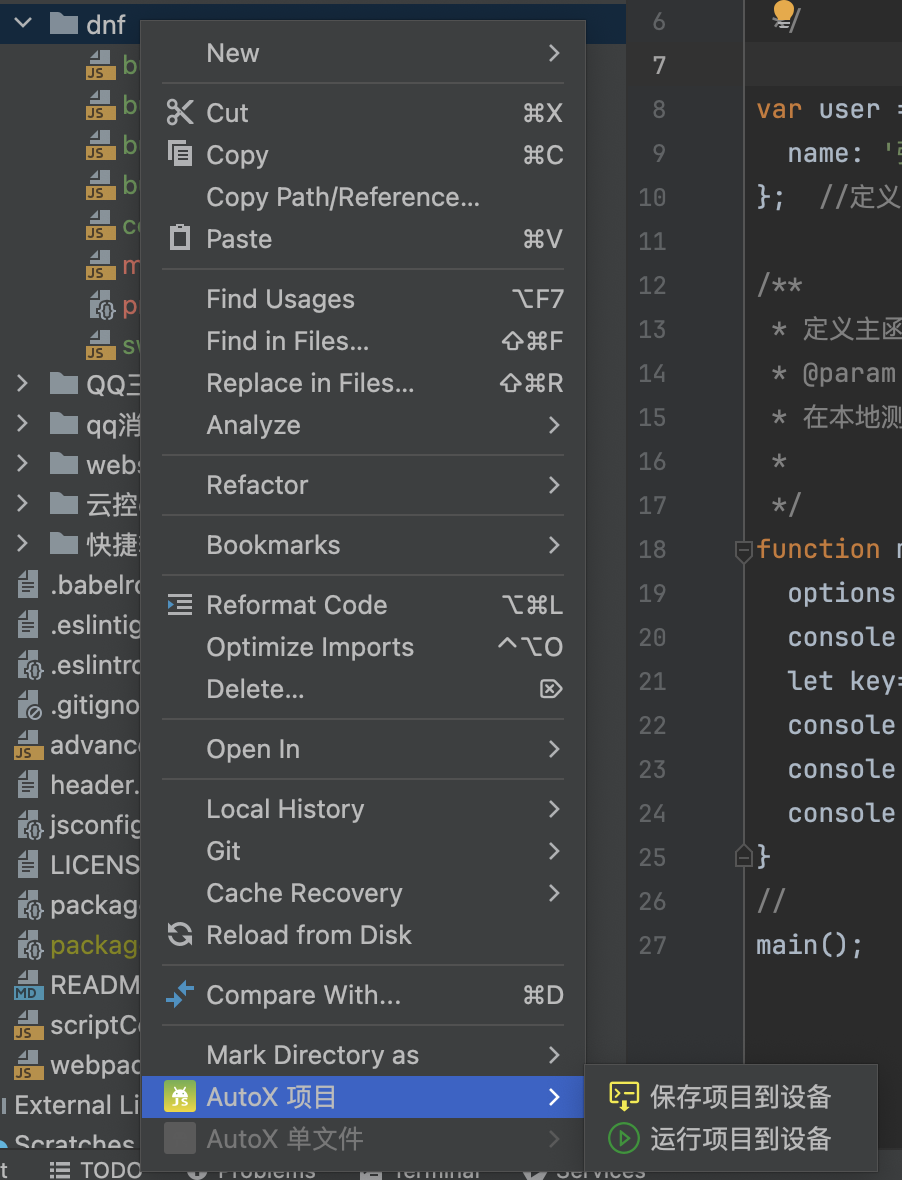 dnf
QQ三
qq消
webs
云控
快捷
.babelrc
.eslintig
.eslintrc
.gitigno
advance
header.
jsconfig
LICENS
packag
packag
READM
scriptCo
webpac
External Li
Scratches
New
Cut ⌘X
Copy ⌘C
Copy Path/Reference...
Paste ⌘V
Find Usages ⌥F7
Find in Files... ⇧⌘F
Replace in Files... ⇧⌘R
Analyze
Refactor
Bookmarks
Reformat Code ⌥⌘L
Optimize Imports ^⌥O
Delete... ⌦
Open In
Local History
Git
Cache Recovery
Reload from Disk
Compare With... ⌘D
Mark Directory as
AutoX 项目
AutoX 单文件
保存项目到设备
运行项目到设备
6 */
7
8 var user =
9 name: '
10 }; //定义
11
12 /**
13 * 定义主函
14 * @param
15 * 在本地测
16 *
17 */
18 function
19 options
20 console
21 let key=
22 console
23 console
24 console
25 }
26 //
27 main();
TODO Problems Terminal Services